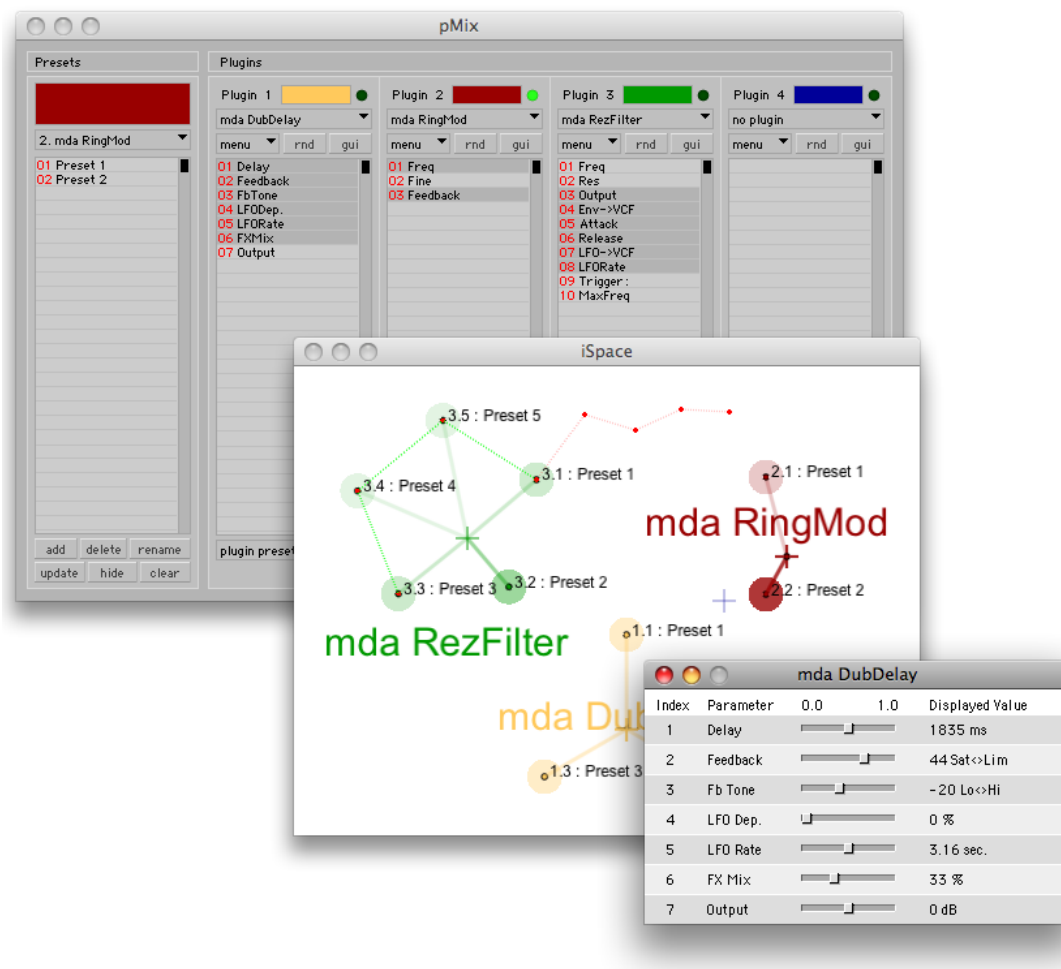 pMix
Presets
Plugins
Plugin 1
Plugin 2
Plugin 3
Plugin 4
2. mda RingMod
mda DubDelay
mda RingMod
mda RezFilter
no plugin
menu rnd gui
menu rnd gui
menu rnd gui
menu rnd gui
01 Preset 1
02 Preset 2
01 Delay
02 Feedback
03 FbTone
04 LFODep.
05 LFORate
06 FXMix
07 Output
01 Freq
02 Fine
03 Feedback
01 Freq
02 Res
03 Output
04 Env->VCF
05 Attack
06 Release
07 LFO->VCF
08 LFORate
09 Trigger:
10 MaxFreq
add delete rename
update hide clear
plugin preset
iSpace
3.5 : Preset 5
3.1 : Preset 1
3.4 : Preset 4
3.3 : Preset 3
3.2 : Preset 2
mda RezFilter
2.1 : Preset 1
mda RingMod
2.2 : Preset 2
1.1 : Preset 1
mda Dub
1.3 : Preset 3
mda DubDelay
Index Parameter 0.0 1.0 Displayed Value
1 Delay 1835 ms
2 Feedback 44 Sat<>Lim
3 Fb Tone -20 Lo<>Hi
4 LFO Dep. 0 %
5 LFO Rate 3.16 sec.
6 FX Mix 33 %
7 Output 0 dB